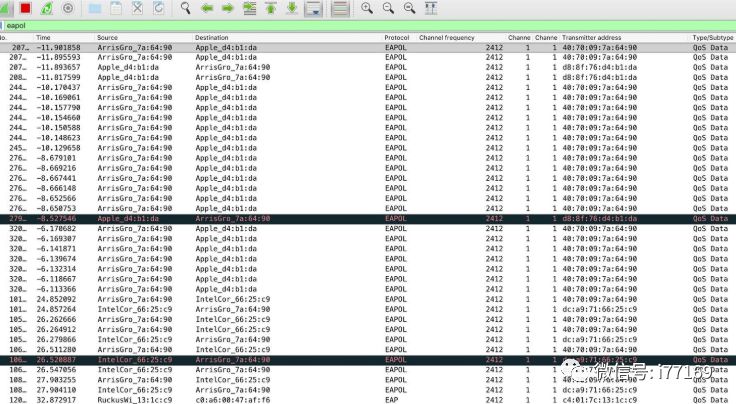 eapol
No. Time Source Destination Protocol Channel frequency Channe Channe Transmitter address Type/Subtype
207… -11.901858 ArrisGro_7a:64:90 Apple_d4:b1:da EAPOL 2412 1 1 40:70:09:7a:64:90 QoS Data
207… -11.895593 ArrisGro_7a:64:90 Apple_d4:b1:da EAPOL 2412 1 1 40:70:09:7a:64:90 QoS Data
207… -11.893657 Apple_d4:b1:da ArrisGro_7a:64:90 EAPOL 2412 1 1 d8:8f:76:d4:b1:da QoS Data
208… -11.817599 Apple_d4:b1:da ArrisGro_7a:64:90 EAPOL 2412 1 1 d8:8f:76:d4:b1:da QoS Data
244… -10.170437 ArrisGro_7a:64:90 Apple_d4:b1:da EAPOL 2412 1 1 40:70:09:7a:64:90 QoS Data
244… -10.169061 ArrisGro_7a:64:90 Apple_d4:b1:da EAPOL 2412 1 1 40:70:09:7a:64:90 QoS Data
244… -10.157790 ArrisGro_7a:64:90 Apple_d4:b1:da EAPOL 2412 1 1 40:70:09:7a:64:90 QoS Data
244… -10.154660 ArrisGro_7a:64:90 Apple_d4:b1:da EAPOL 2412 1 1 40:70:09:7a:64:90 QoS Data
244… -10.150588 ArrisGro_7a:64:90 Apple_d4:b1:da EAPOL 2412 1 1 40:70:09:7a:64:90 QoS Data
244… -10.148623 ArrisGro_7a:64:90 Apple_d4:b1:da EAPOL 2412 1 1 40:70:09:7a:64:90 QoS Data
245… -10.129658 ArrisGro_7a:64:90 Apple_d4:b1:da EAPOL 2412 1 1 40:70:09:7a:64:90 QoS Data
276… -8.679101 ArrisGro_7a:64:90 Apple_d4:b1:da EAPOL 2412 1 1 40:70:09:7a:64:90 QoS Data
276… -8.669216 ArrisGro_7a:64:90 Apple_d4:b1:da EAPOL 2412 1 1 40:70:09:7a:64:90 QoS Data
276… -8.667441 ArrisGro_7a:64:90 Apple_d4:b1:da EAPOL 2412 1 1 40:70:09:7a:64:90 QoS Data
276… -8.666148 ArrisGro_7a:64:90 Apple_d4:b1:da EAPOL 2412 1 1 40:70:09:7a:64:90 QoS Data
276… -8.652566 ArrisGro_7a:64:90 Apple_d4:b1:da EAPOL 2412 1 1 40:70:09:7a:64:90 QoS Data
276… -8.650753 ArrisGro_7a:64:90 Apple_d4:b1:da EAPOL 2412 1 1 40:70:09:7a:64:90 QoS Data
279… -8.527546 Apple_d4:b1:da ArrisGro_7a:64:90 EAPOL 2412 1 1 d8:8f:76:d4:b1:da QoS Data
320… -6.170682 ArrisGro_7a:64:90 Apple_d4:b1:da EAPOL 2412 1 1 40:70:09:7a:64:90 QoS Data
320… -6.169307 ArrisGro_7a:64:90 Apple_d4:b1:da EAPOL 2412 1 1 40:70:09:7a:64:90 QoS Data
320… -6.141871 ArrisGro_7a:64:90 Apple_d4:b1:da EAPOL 2412 1 1 40:70:09:7a:64:90 QoS Data
320… -6.139674 ArrisGro_7a:64:90 Apple_d4:b1:da EAPOL 2412 1 1 40:70:09:7a:64:90 QoS Data
320… -6.132314 ArrisGro_7a:64:90 Apple_d4:b1:da EAPOL 2412 1 1 40:70:09:7a:64:90 QoS Data
320… -6.118667 ArrisGro_7a:64:90 Apple_d4:b1:da EAPOL 2412 1 1 40:70:09:7a:64:90 QoS Data
320… -6.113366 ArrisGro_7a:64:90 Apple_d4:b1:da EAPOL 2412 1 1 40:70:09:7a:64:90 QoS Data
101… 24.852092 ArrisGro_7a:64:90 IntelCor_66:25:c9 EAPOL 2412 1 1 40:70:09:7a:64:90 QoS Data
101… 24.857264 IntelCor_66:25:c9 ArrisGro_7a:64:90 EAPOL 2412 1 1 dc:a9:71:66:25:c9 QoS Data
105… 26.262666 ArrisGro_7a:64:90 IntelCor_66:25:c9 EAPOL 2412 1 1 40:70:09:7a:64:90 QoS Data
105… 26.264912 ArrisGro_7a:64:90 IntelCor_66:25:c9 EAPOL 2412 1 1 40:70:09:7a:64:90 QoS Data
105… 26.279866 IntelCor_66:25:c9 ArrisGro_7a:64:90 EAPOL 2412 1 1 dc:a9:71:66:25:c9 QoS Data
106… 26.511280 ArrisGro_7a:64:90 IntelCor_66:25:c9 EAPOL 2412 1 1 40:70:09:7a:64:90 QoS Data
106… 26.520887 IntelCor_66:25:c9 ArrisGro_7a:64:90 EAPOL 2412 1 1 dc:a9:71:66:25:c9 QoS Data
106… 26.547056 IntelCor_66:25:c9 ArrisGro_7a:64:90 EAPOL 2412 1 1 QoS Data
108… 27.903255 ArrisGro_7a:64:90 IntelCor_66:25:c9 EAPOL 2412 1 1 40:70:09:7a:64:90 QoS Data
108… 27.904110 IntelCor_66:25:c9 ArrisGro_7a:64:90 EAPOL 2412 1 1 dc:a9:71:66:25:c9 QoS Data
120… 32.872917 RuckusWi_13:1c:c9 c0:a6:00:47:af:f6 EAP 2412 1 1 c4:01:7c:13:1c:c9 QoS Data
微信号: i77169